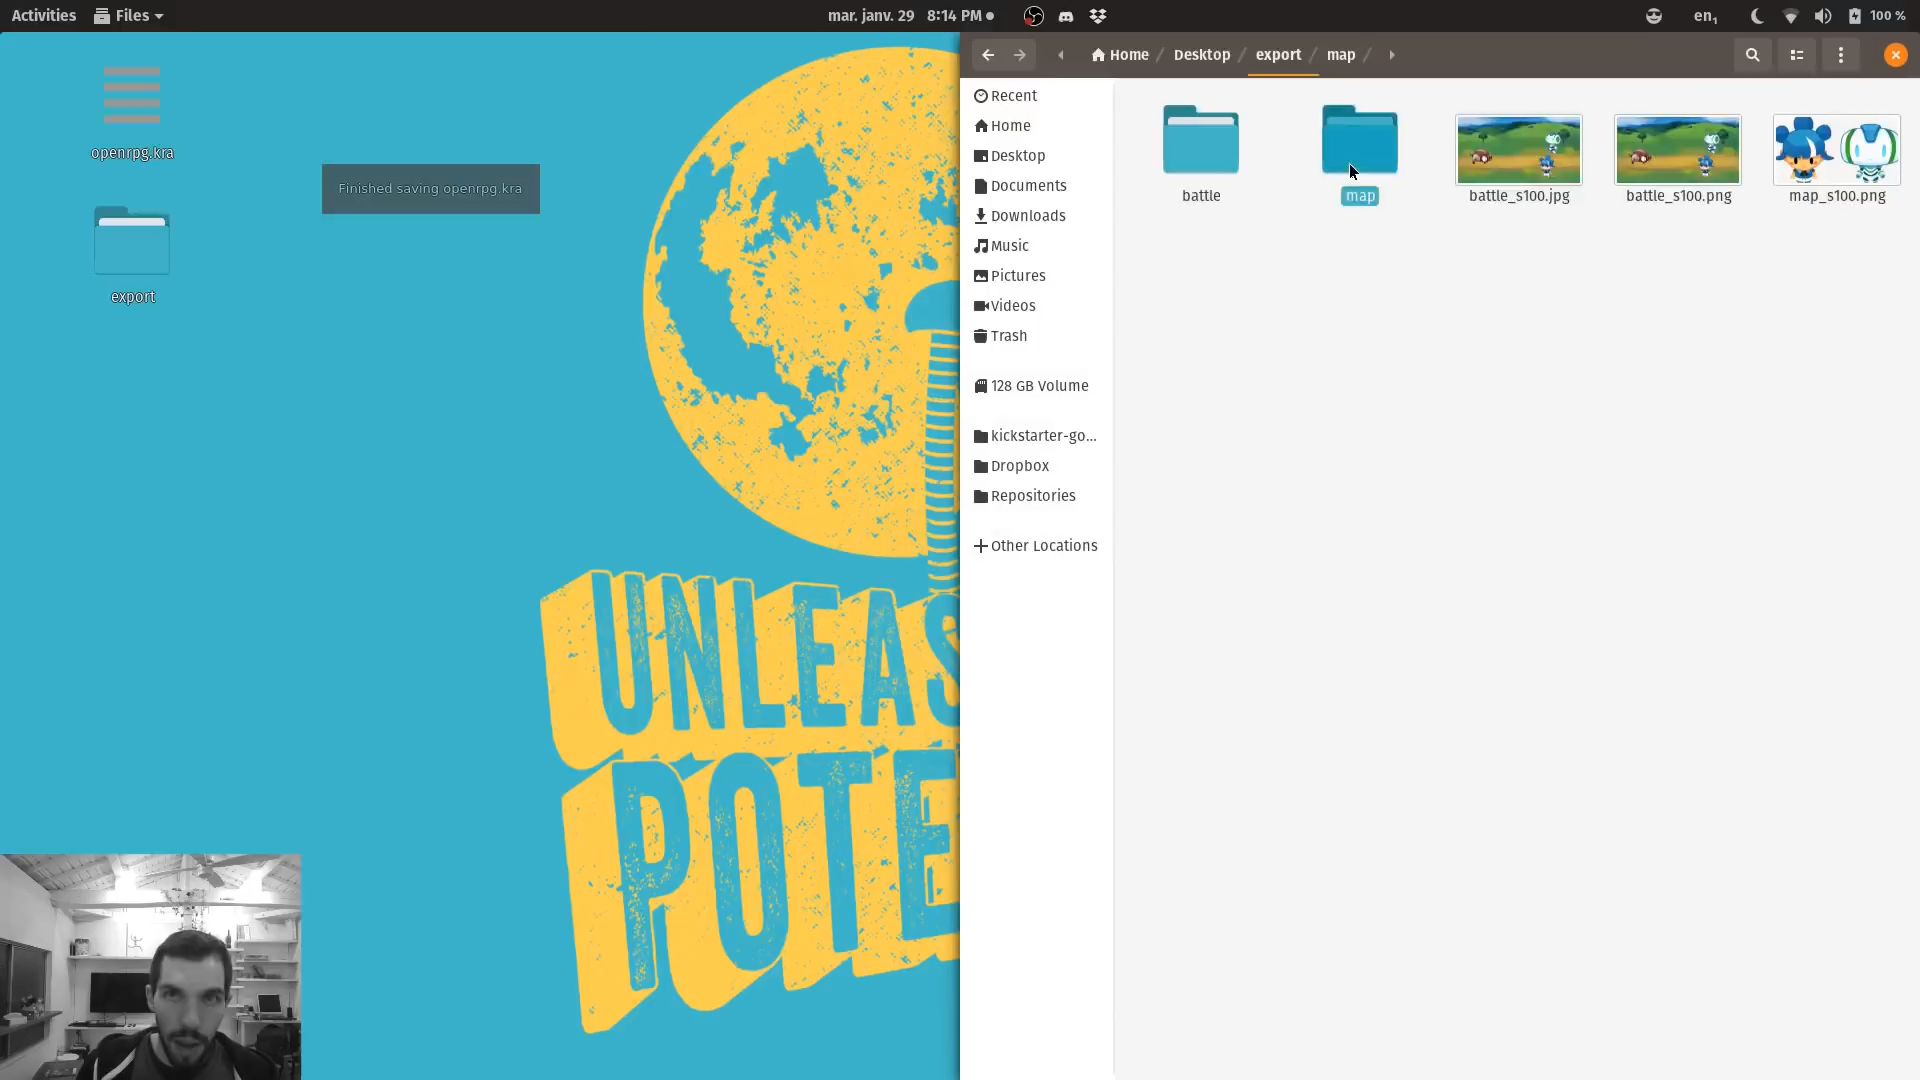 Activities
Files
mar. janv. 29 8:14 PM
en₁
100 %
openrpg.kra
export
Finished saving openrpg.kra
UNLEAS
POTE
Home / Desktop / export / map /
Recent
Home
Desktop
Documents
Downloads
Music
Pictures
Videos
Trash
128 GB Volume
kickstarter-go...
Dropbox
Repositories
Other Locations
battle
map
battle_s100.jpg
battle_s100.png
map_s100.png